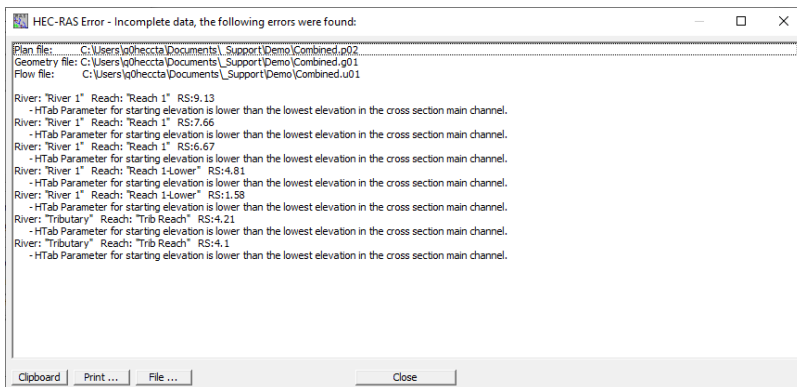 HEC-RAS Error - Incomplete data, the following errors were found:
Plan file: C:\Users\q0heccta\Documents\_Support\Demo\Combined.p02
Geometry file: C:\Users\q0heccta\Documents\_Support\Demo\Combined.g01
Flow file: C:\Users\q0heccta\Documents\_Support\Demo\Combined.u01
River: "River 1" Reach: "Reach 1" RS:9.13
- HTab Parameter for starting elevation is lower than the lowest elevation in the cross section main channel.
River: "River 1" Reach: "Reach 1" RS:7.66
- HTab Parameter for starting elevation is lower than the lowest elevation in the cross section main channel.
River: "River 1" Reach: "Reach 1" RS:6.67
- HTab Parameter for starting elevation is lower than the lowest elevation in the cross section main channel.
River: "River 1" Reach: "Reach 1-Lower" RS:4.81
- HTab Parameter for starting elevation is lower than the lowest elevation in the cross section main channel.
River: "River 1" Reach: "Reach 1-Lower" RS:1.58
- HTab Parameter for starting elevation is lower than the lowest elevation in the cross section main channel.
River: "Tributary" Reach: "Trib Reach" RS:4.21
- HTab Parameter for starting elevation is lower than the lowest elevation in the cross section main channel.
River: "Tributary" Reach: "Trib Reach" RS:4.1
- HTab Parameter for starting elevation is lower than the lowest elevation in the cross section main channel.
Clipboard Print ... File ... Close